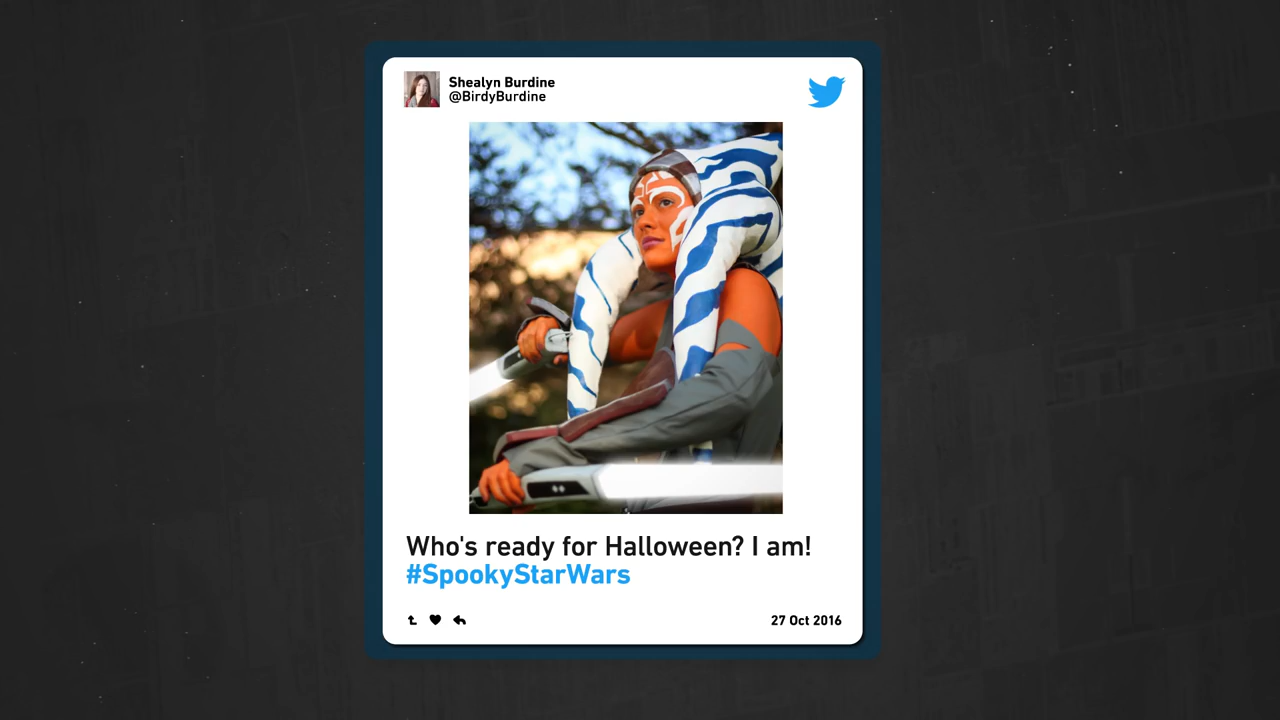 Shealyn Burdine
@BirdyBurdine
Who's ready for Halloween? I am!
#SpookyStarWars
27 Oct 2016